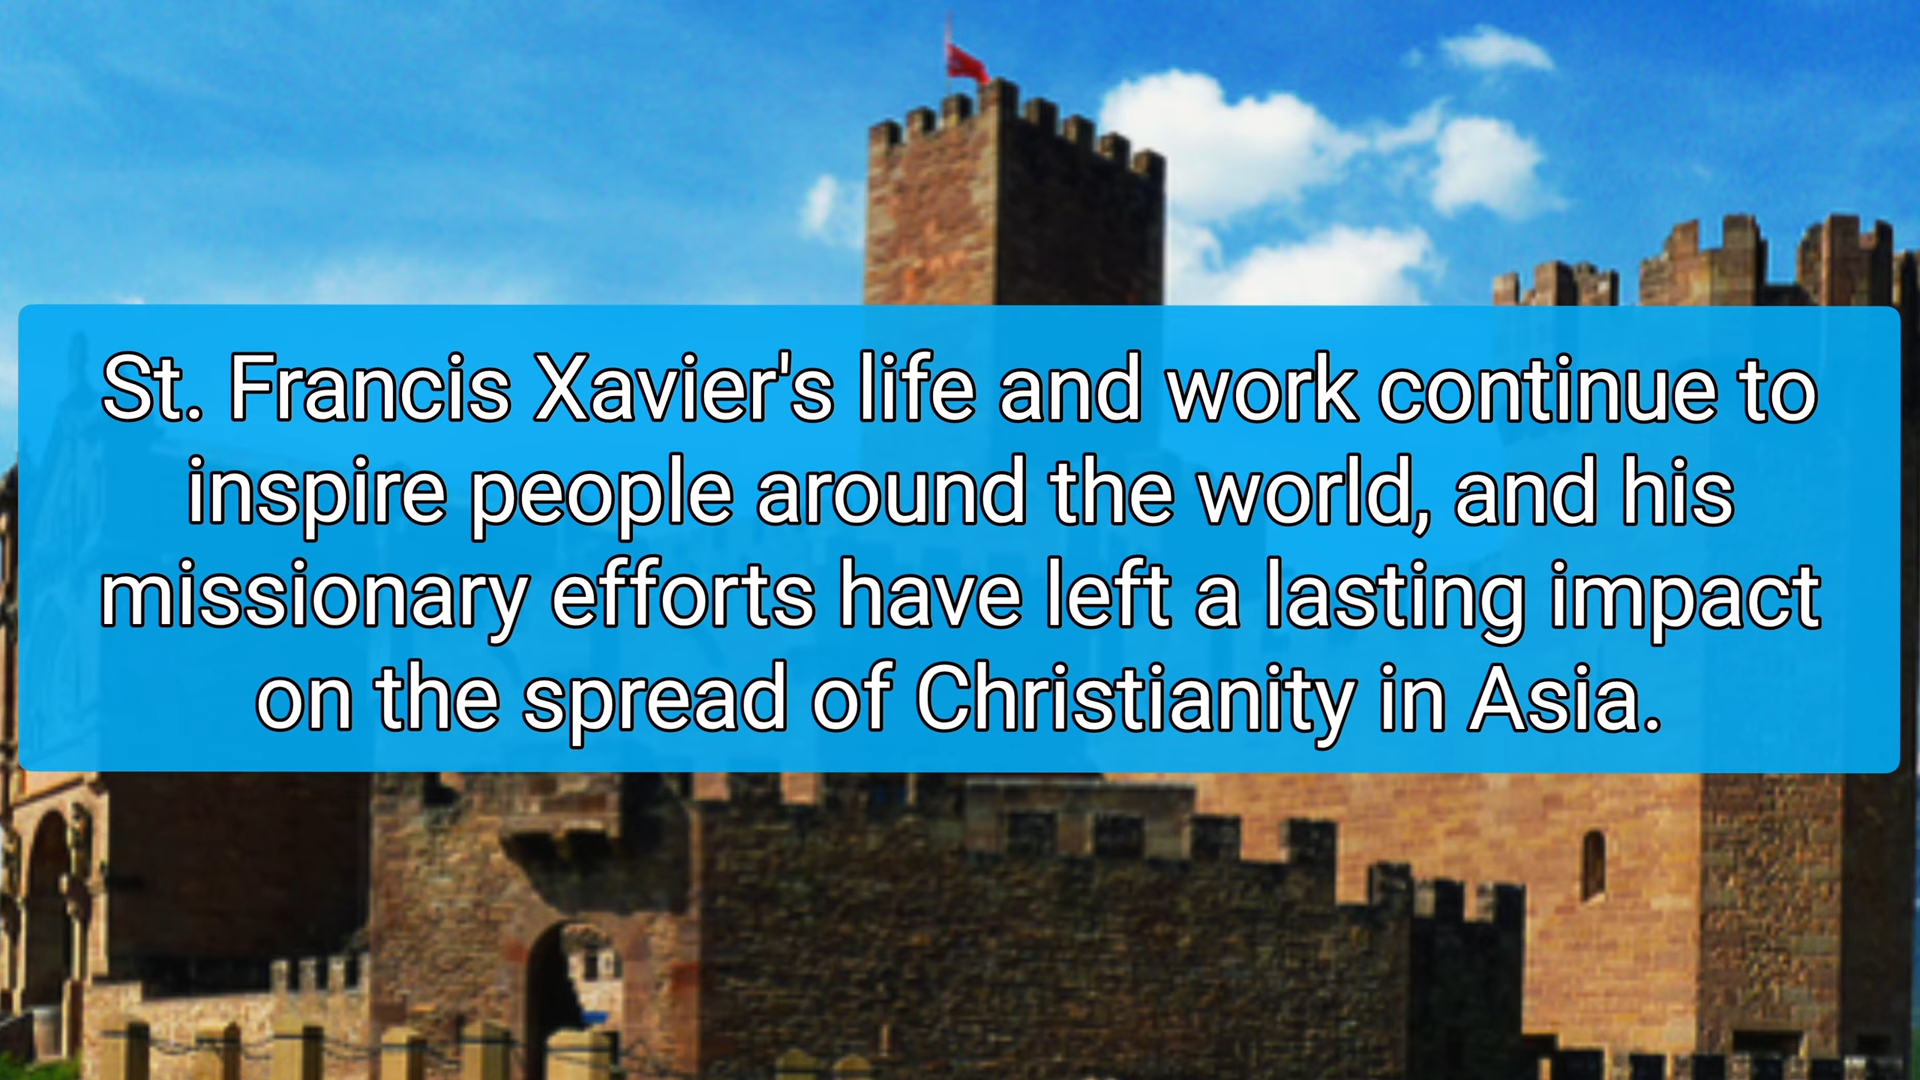 St. Francis Xavier's life and work continue to
inspire people around the world, and his
missionary efforts have left a lasting impact
on the spread of Christianity in Asia.